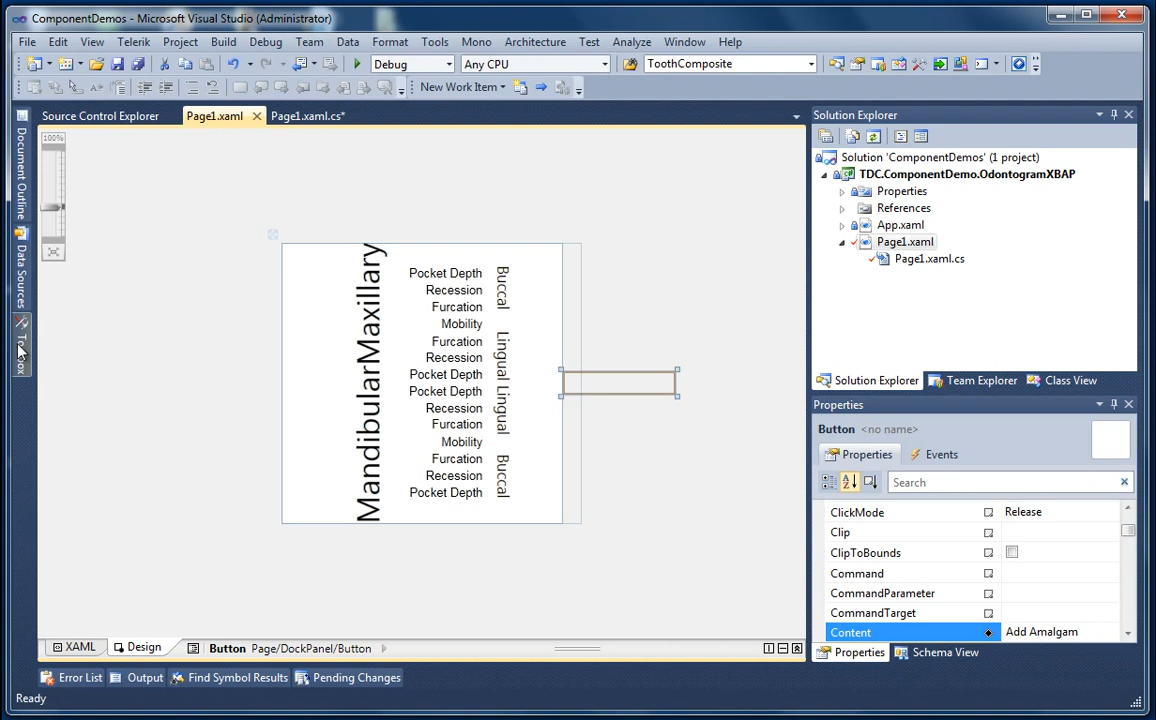 ComponentDemos - Microsoft Visual Studio (Administrator)
File Edit View Telerik Project Build Debug Team Data Format Tools Mono Architecture Test Analyze Window Help
Debug Any CPU ToothComposite
New Work Item
Source Control Explorer Page1.xaml Page1.xaml.cs*
Document Outline
Data Sources
Toolbox
100%
Mandibular
Maxillary
Pocket Depth
Recession
Furcation
Mobility
Furcation
Recession
Pocket Depth
Pocket Depth
Recession
Furcation
Mobility
Furcation
Recession
Pocket Depth
Buccal
Lingual
Lingual
Buccal
XAML Design Button Page/DockPanel/Button
Error List Output Find Symbol Results Pending Changes
Ready
Solution Explorer
Solution 'ComponentDemos' (1 project)
TDC.ComponentDemo.OdontogramXBAP
Properties
References
App.xaml
Page1.xaml
Page1.xaml.cs
Solution Explorer Team Explorer Class View
Properties
Button <no name>
Properties Events
Search
ClickMode Release
Clip
ClipToBounds
Command
CommandParameter
CommandTarget
Content Add Amalgam
Properties Schema View